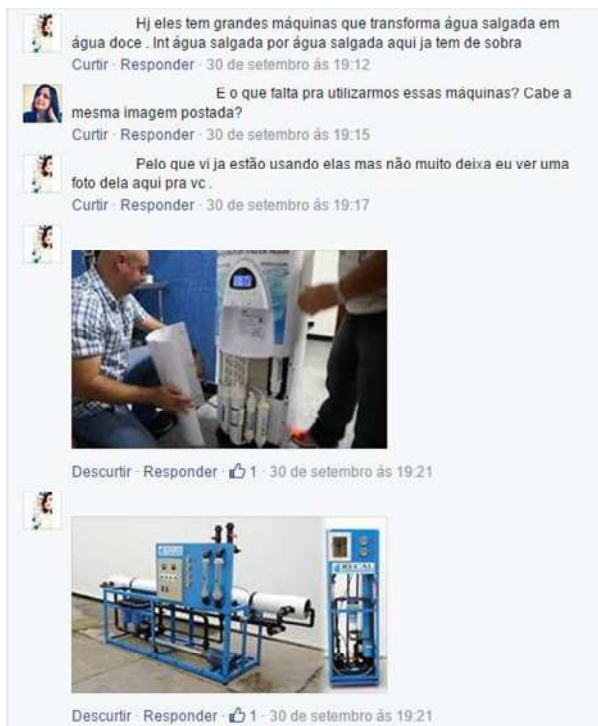 Hj eles tem grandes máquinas que transforma água salgada em
água doce . Int água salgada por água salgada aqui ja tem de sobra
Curtir · Responder · 30 de setembro às 19:12
E o que falta pra utilizarmos essas máquinas? Cabe a
mesma imagem postada?
Curtir · Responder · 30 de setembro às 19:15
Pelo que vi ja estão usando elas mas não muito deixa eu ver uma
foto dela aqui pra vc .
Curtir · Responder · 30 de setembro às 19:17
Descurtir · Responder · 1 · 30 de setembro às 19:21
RECAL
Descurtir · Responder · 1 · 30 de setembro às 19:21